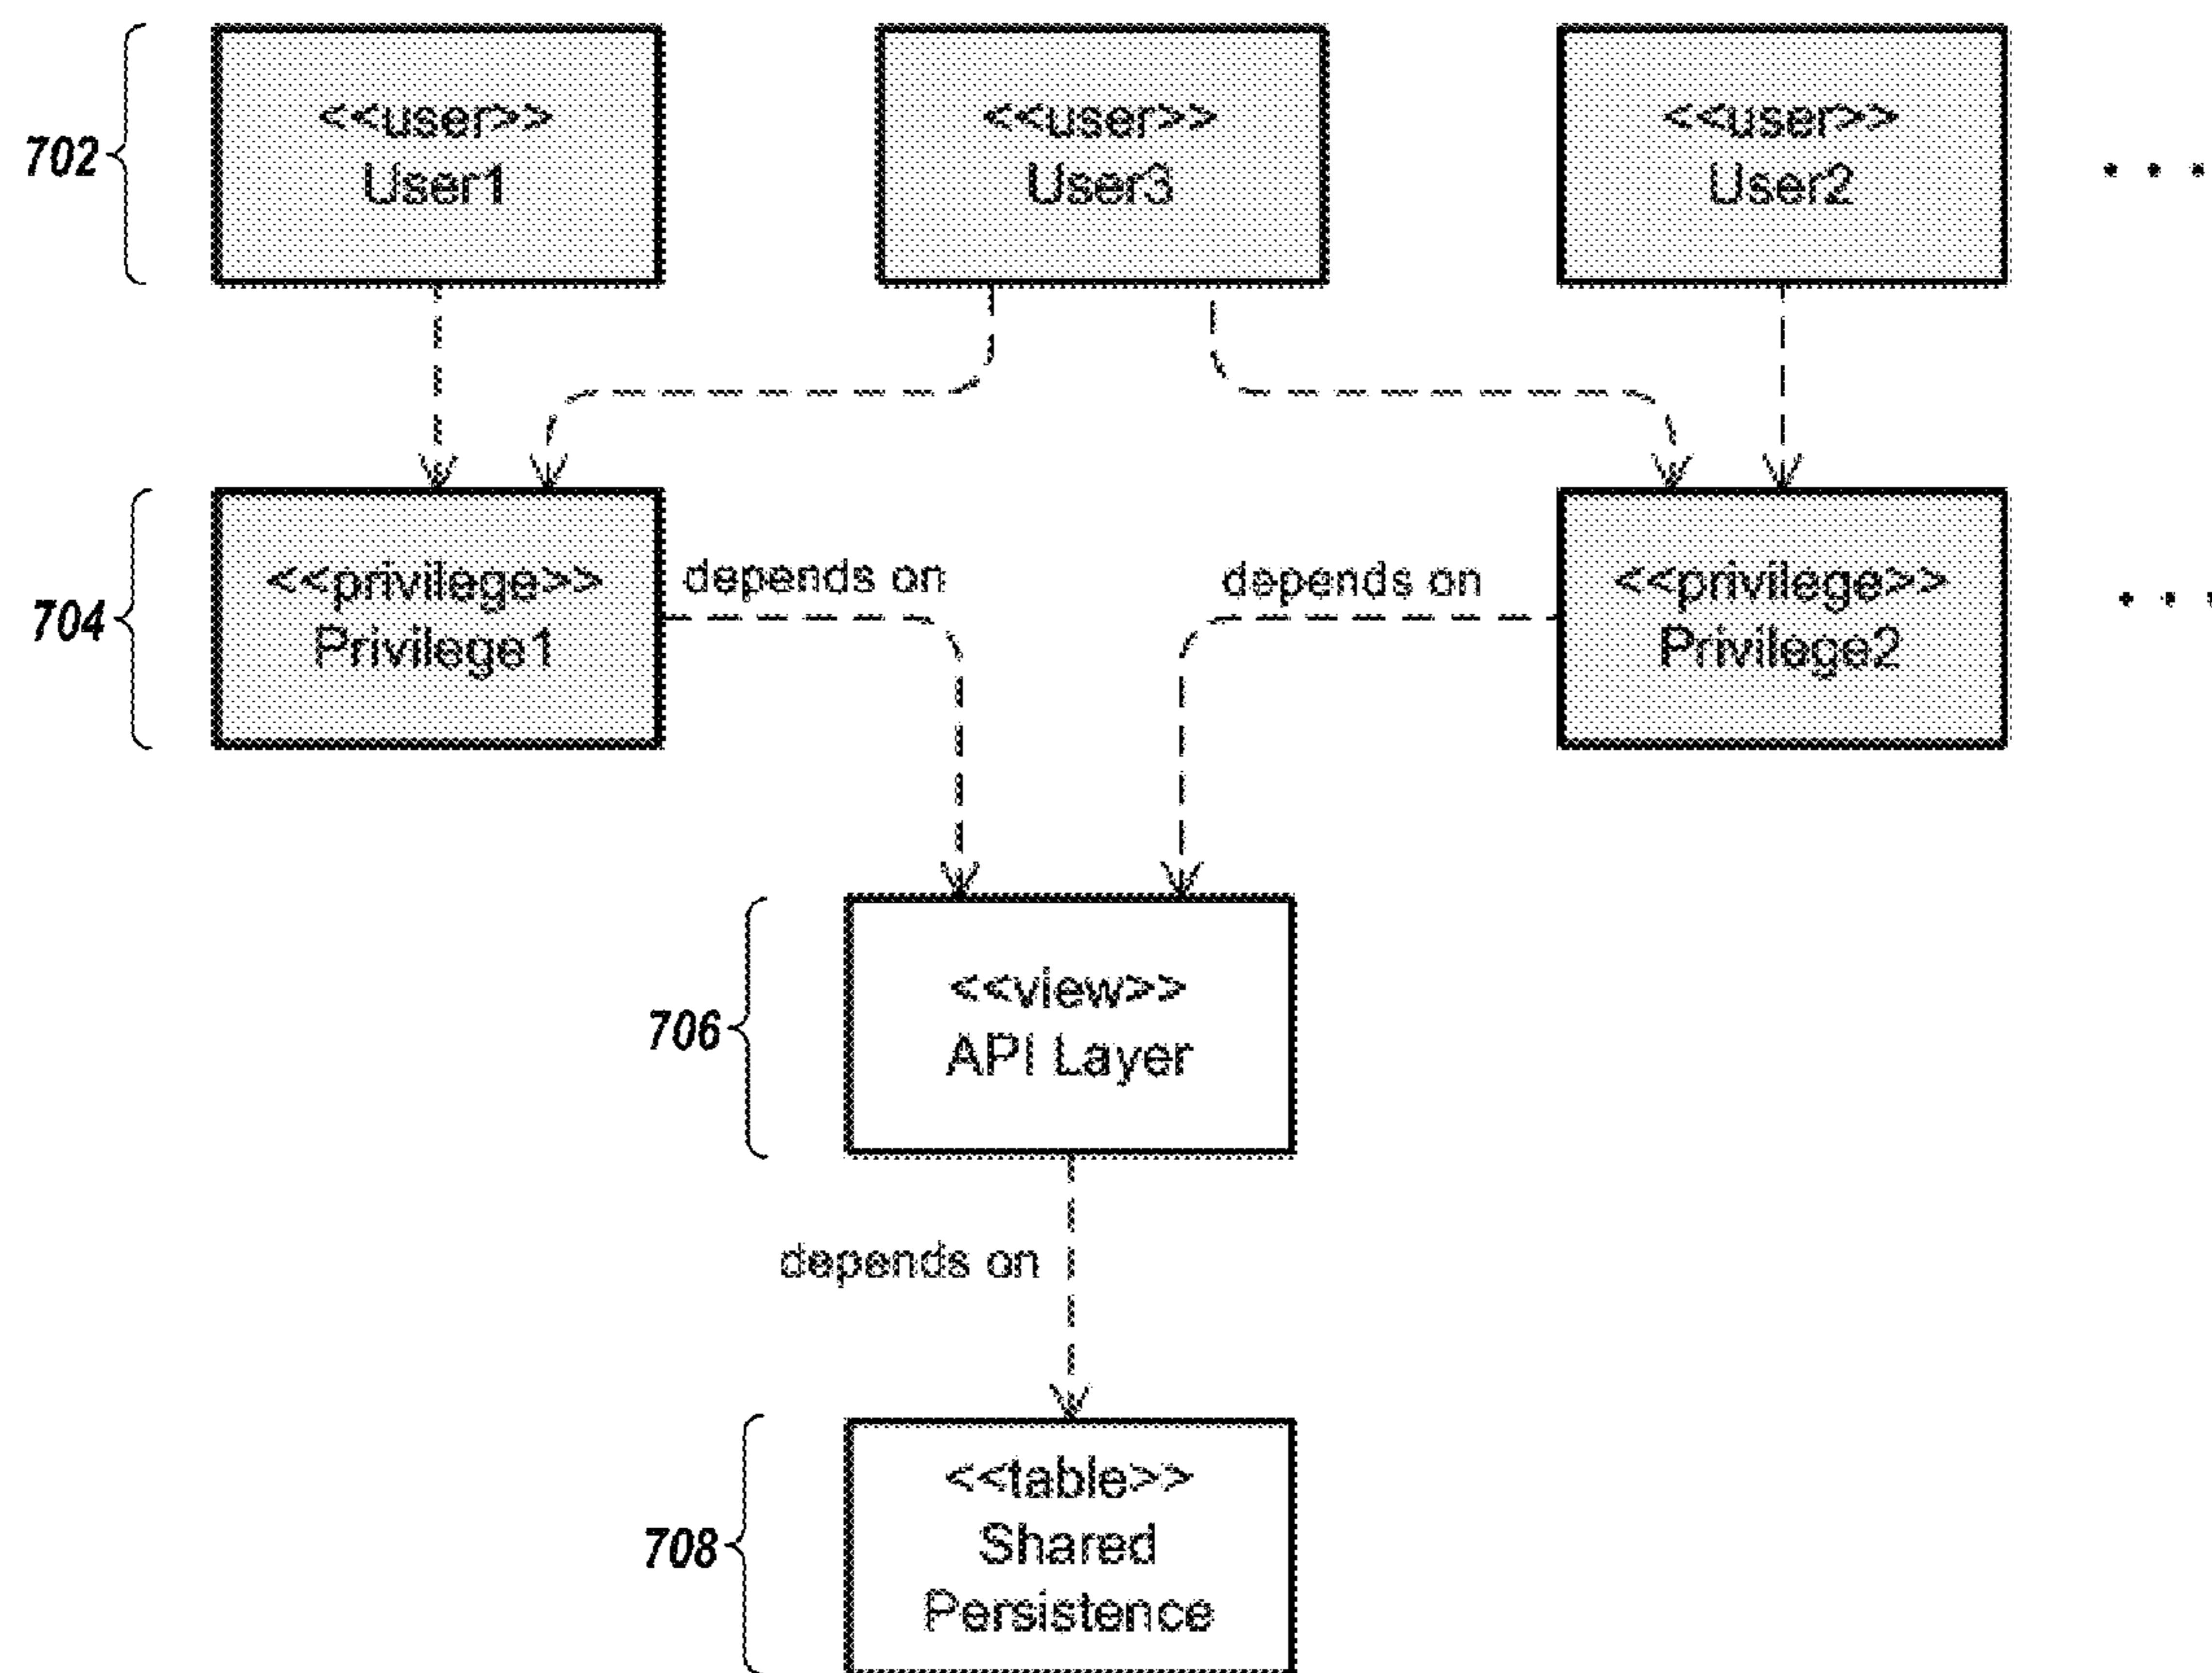 702
<<user>>
User1
<<user>>
User3
<<user>>
User2
. . .
704
<<privilege>>
Privilege1
depends on
depends on
<<privilege>>
Privilege2
. . .
706
<<view>>
API Layer
depends on
708
<<table>>
Shared
Persistence